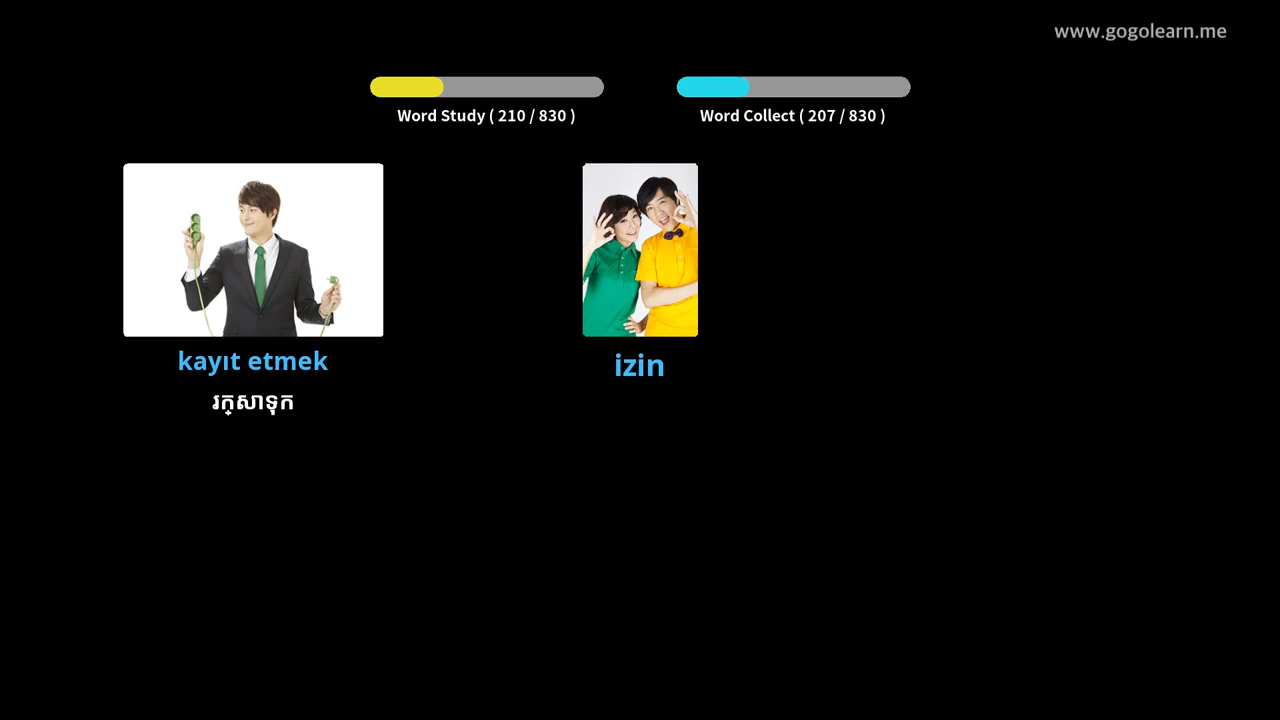 www.gogolearn.me
Word Study ( 210 / 830 )
Word Collect ( 207 / 830 )
kayıt etmek
រក្សាទុក
izin